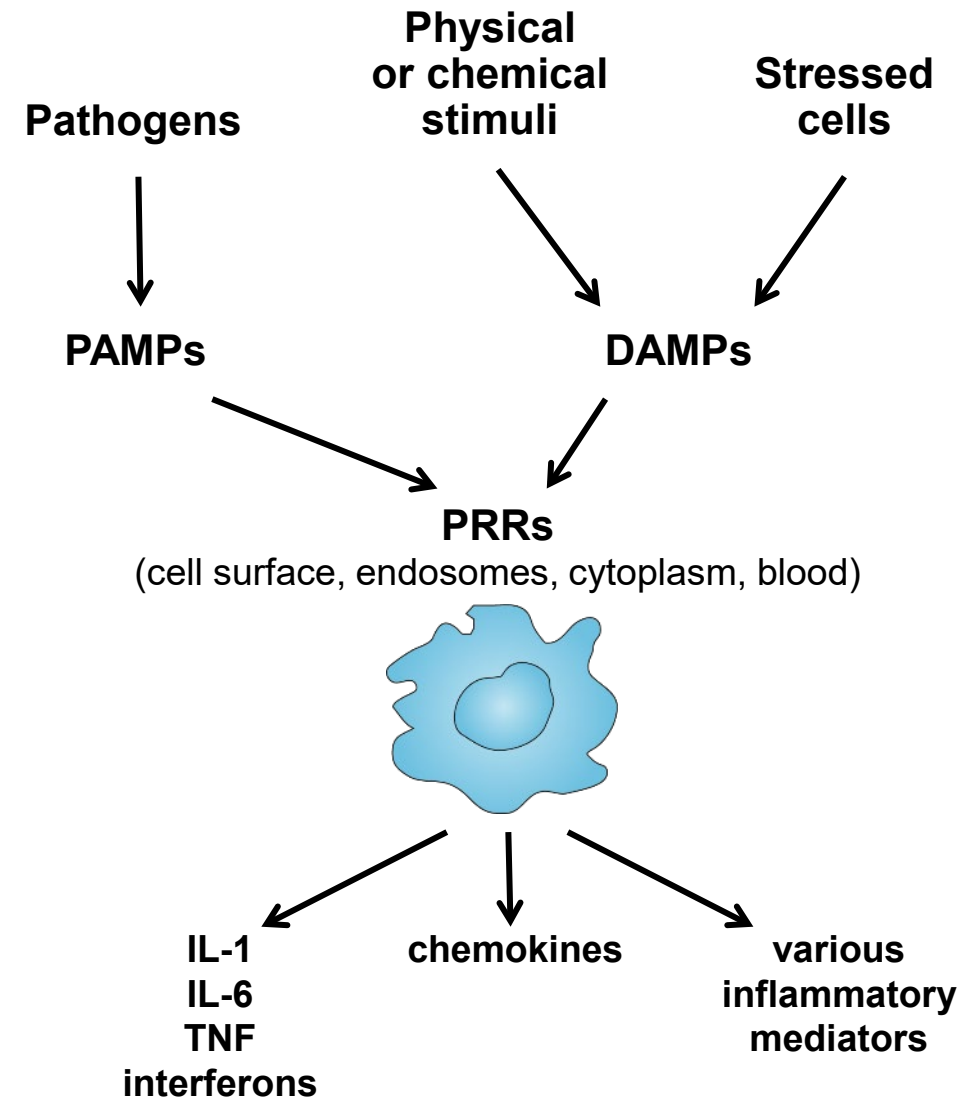 Pathogens
Physical
or chemical
stimuli
Stressed
cells
PAMPs
DAMPs
PRRs
(cell surface, endosomes, cytoplasm, blood)
IL-1
IL-6
TNF
interferons
chemokines
various
inflammatory
mediators